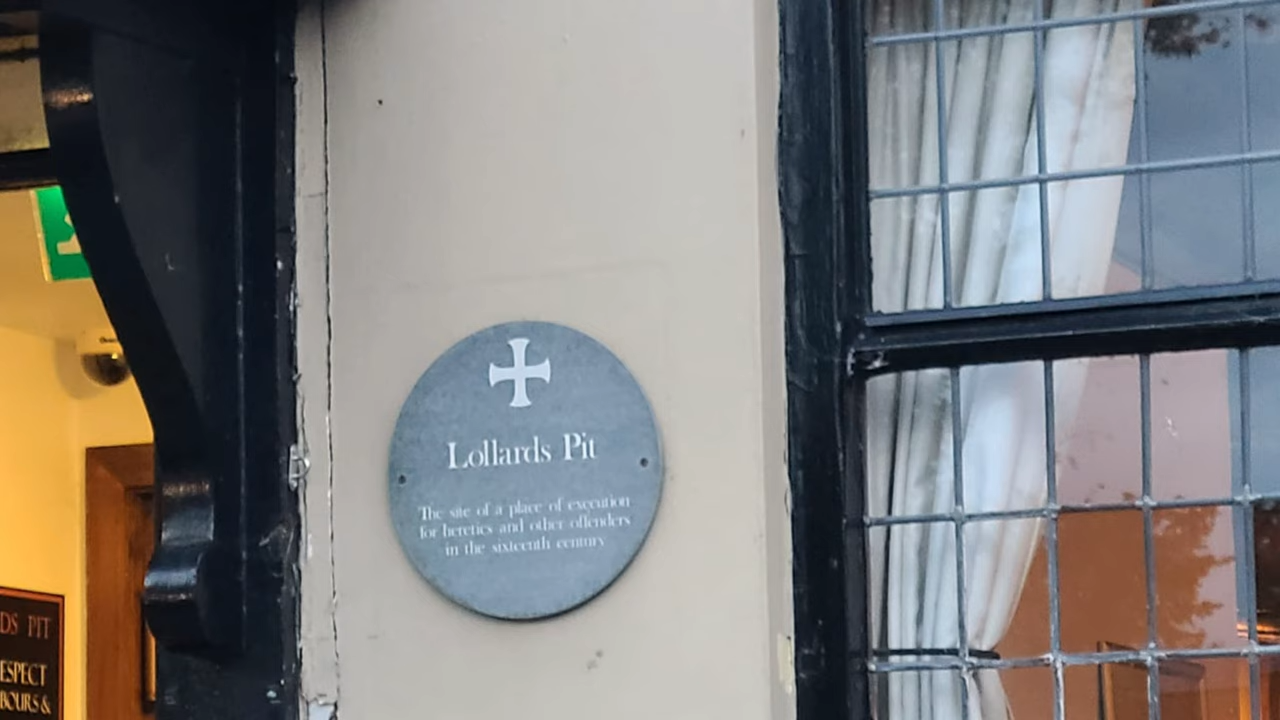 Lollards Pit
The site of a place of execution
for heretics and other offenders
in the sixteenth century
DS PIT
ESPECT
BOURS &